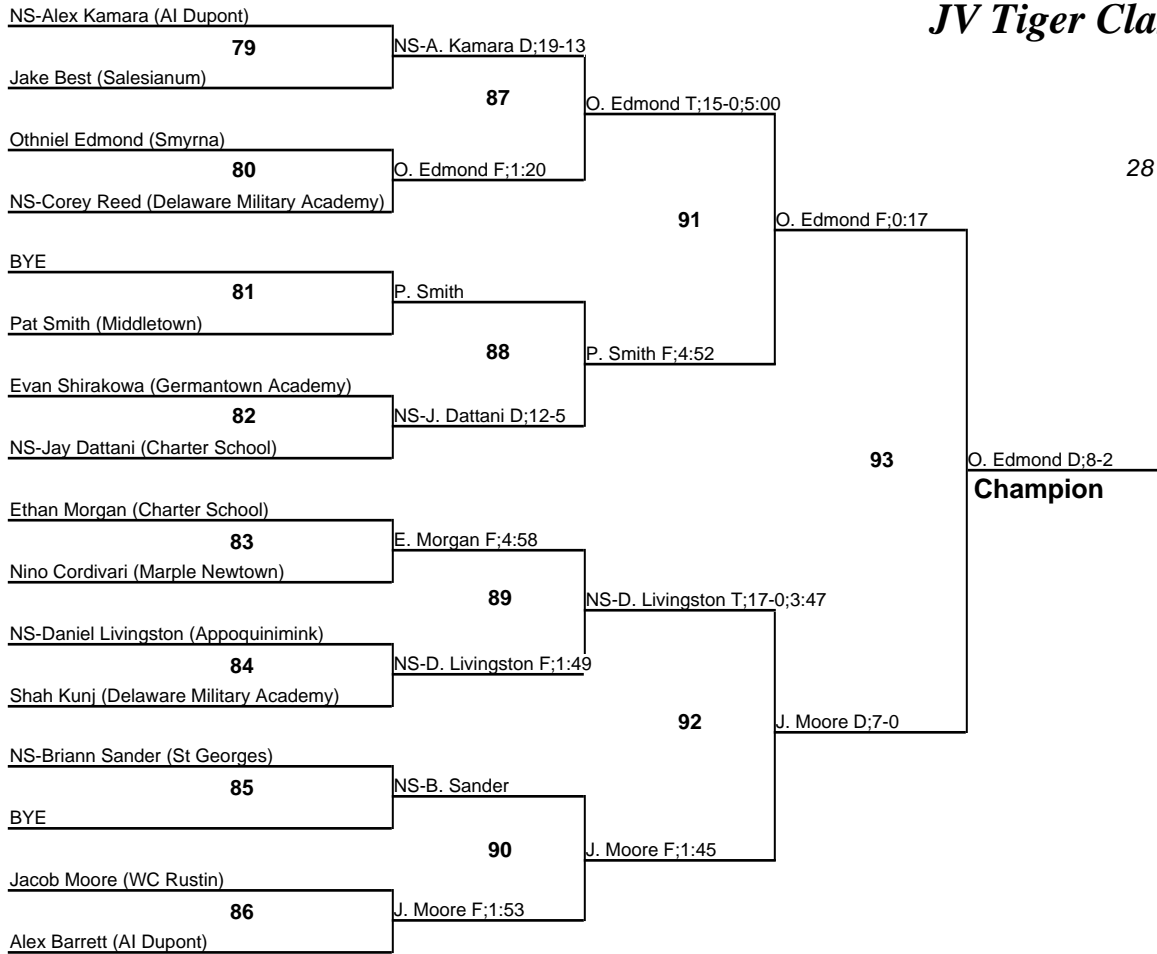 JV Tiger Cla
NS-Alex Kamara (AI Dupont)
79
NS-A. Kamara D;19-13
Jake Best (Salesianum)
87
O. Edmond T;15-0;5:00
Othniel Edmond (Smyrna)
80
O. Edmond F;1:20
28
NS-Corey Reed (Delaware Military Academy)
91
O. Edmond F;0:17
BYE
81
P. Smith
Pat Smith (Middletown)
88
P. Smith F;4:52
Evan Shirakowa (Germantown Academy)
82
NS-J. Dattani D;12-5
NS-Jay Dattani (Charter School)
93
O. Edmond D;8-2
Champion
Ethan Morgan (Charter School)
83
E. Morgan F;4:58
Nino Cordivari (Marple Newtown)
89
NS-D. Livingston T;17-0;3:47
NS-Daniel Livingston (Appoquinimink)
84
NS-D. Livingston F;1:49
Shah Kunj (Delaware Military Academy)
92
J. Moore D;7-0
NS-Briann Sander (St Georges)
85
NS-B. Sander
BYE
90
J. Moore F;1:45
Jacob Moore (WC Rustin)
86
J. Moore F;1:53
Alex Barrett (AI Dupont)